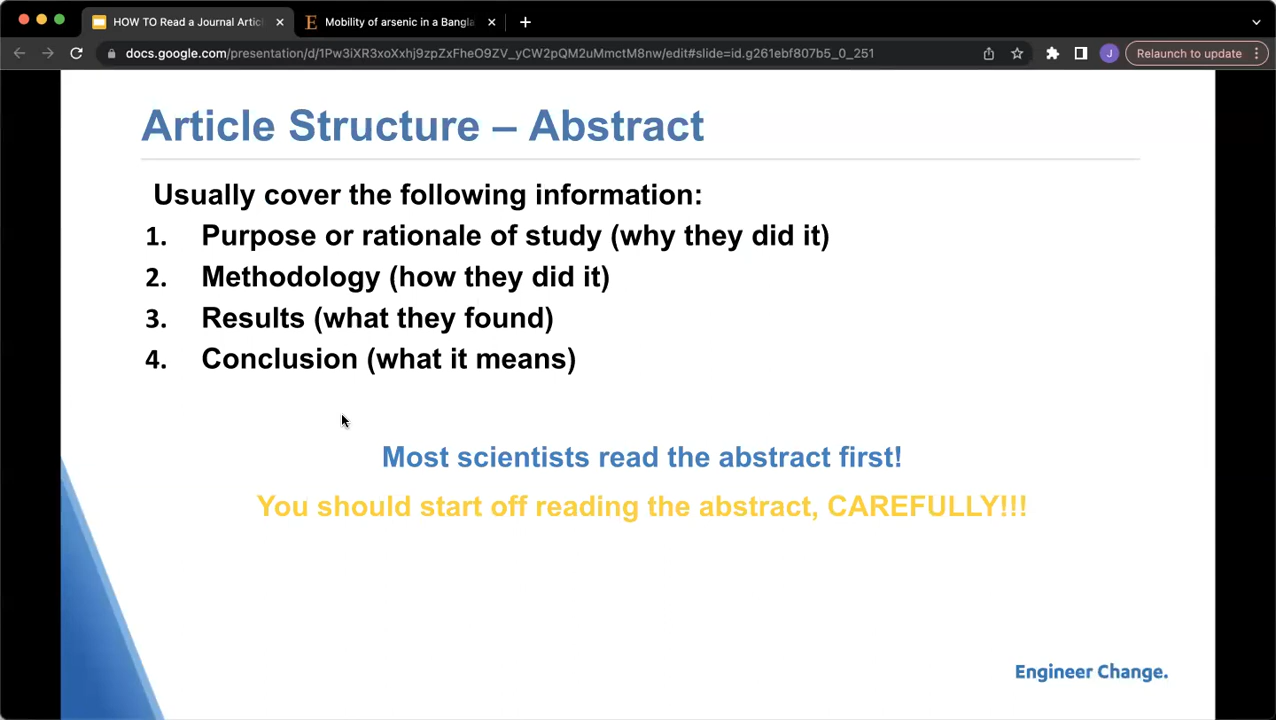 HOW TO Read a Journal Artic
Mobility of arsenic in a Bangla
docs.google.com/presentation/d/1Pw3iXR3xoXxhj9zpZxFheO9ZV_yCW2pQM2uMmctM8nw/edit#slide=id.g261ebf807b5_0_251
J
Relaunch to update
Article Structure – Abstract
Usually cover the following information:
1. Purpose or rationale of study (why they did it)
2. Methodology (how they did it)
3. Results (what they found)
4. Conclusion (what it means)
Most scientists read the abstract first!
You should start off reading the abstract, CAREFULLY!!!
Engineer Change.